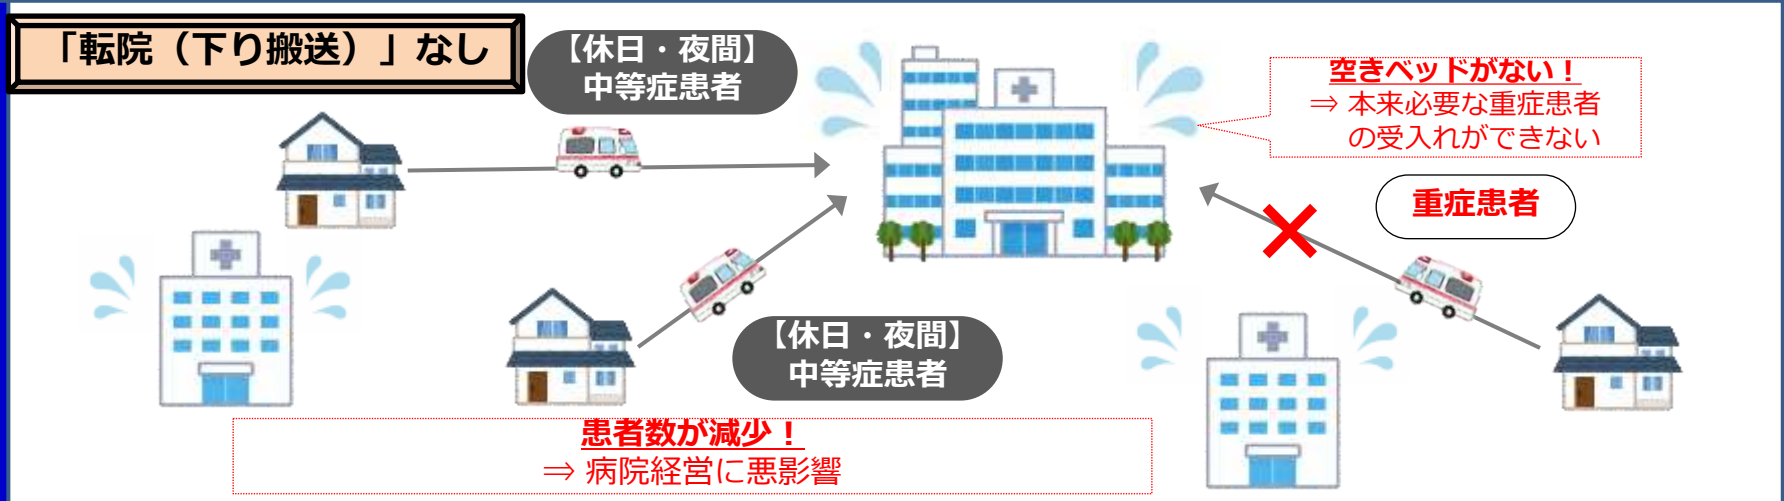 「転院（下り搬送）」なし
【休日・夜間】
中等症患者
空きベッドがない！
⇒ 本来必要な重症患者
の受入れができない
重症患者
【休日・夜間】
中等症患者
患者数が減少！
⇒ 病院経営に悪影響